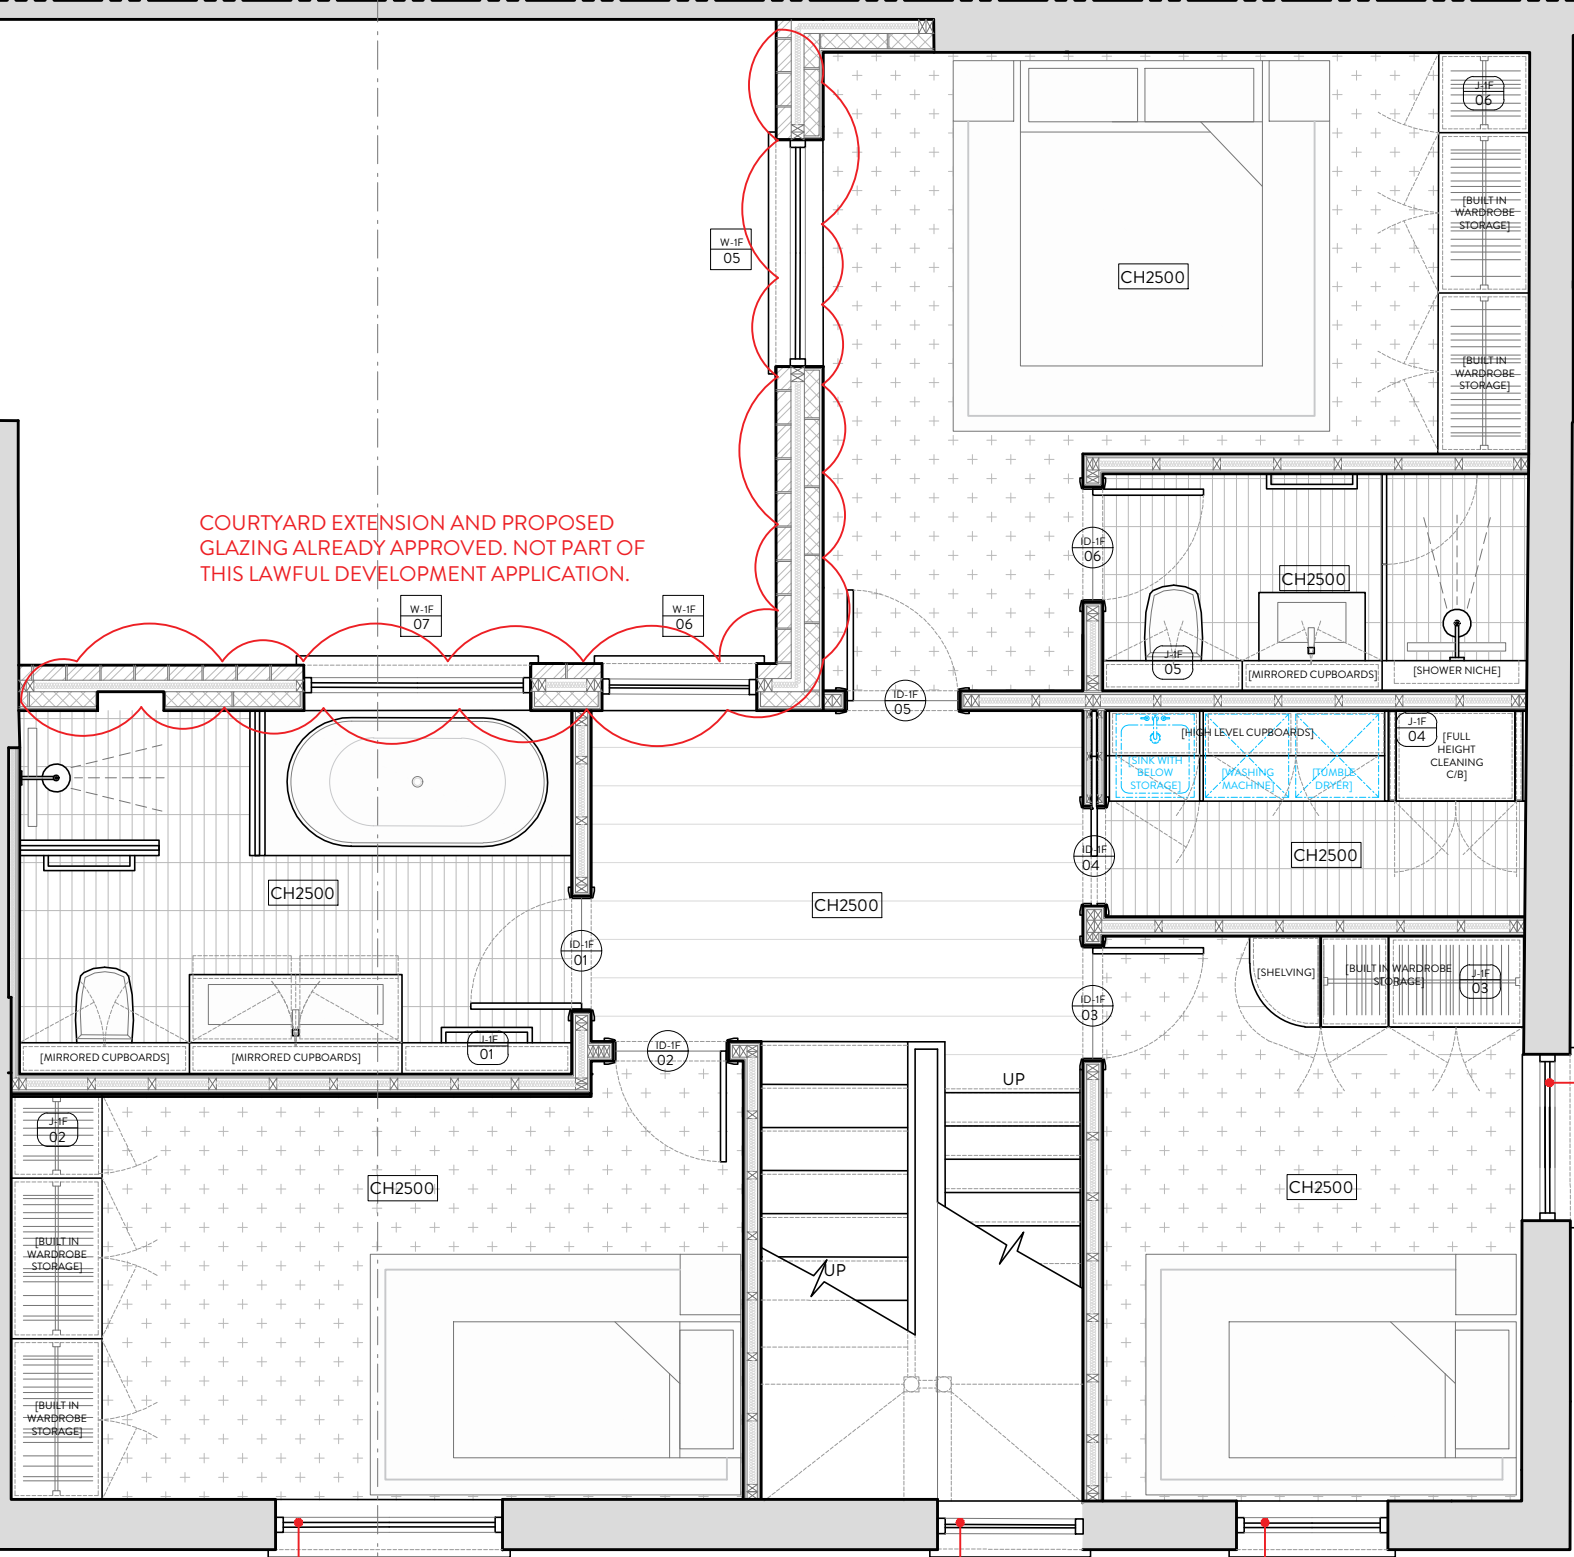 J-1F
06
[BUILT IN
WARDROBE
STORAGE]
W-1F
05
CH2500
[BUILT IN
WARDROBE
STORAGE]
COURTYARD EXTENSION AND PROPOSED
GLAZING ALREADY APPROVED. NOT PART OF
THIS LAWFUL DEVELOPMENT APPLICATION.
W-1F
07
W-1F
06
ID-1F
06
CH2500
J-1F
05
[MIRRORED CUPBOARDS]
[SHOWER NICHE]
ID-1F
05
[HIGH LEVEL CUPBOARDS]
[SINK WITH
BELOW
STORAGE]
[WASHING
MACHINE]
[TUMBLE
DRYER]
J-1F
04
[FULL
HEIGHT
CLEANING
C/B]
ID-1F
04
CH2500
CH2500
CH2500
ID-1F
01
[SHELVING]
[BUILT IN WARDROBE
STORAGE]
J-1F
03
ID-1F
03
[MIRRORED CUPBOARDS]
[MIRRORED CUPBOARDS]
J-1F
01
ID-1F
02
UP
J-1F
02
CH2500
CH2500
[BUILT IN
WARDROBE
STORAGE]
UP
[BUILT IN
WARDROBE
STORAGE]